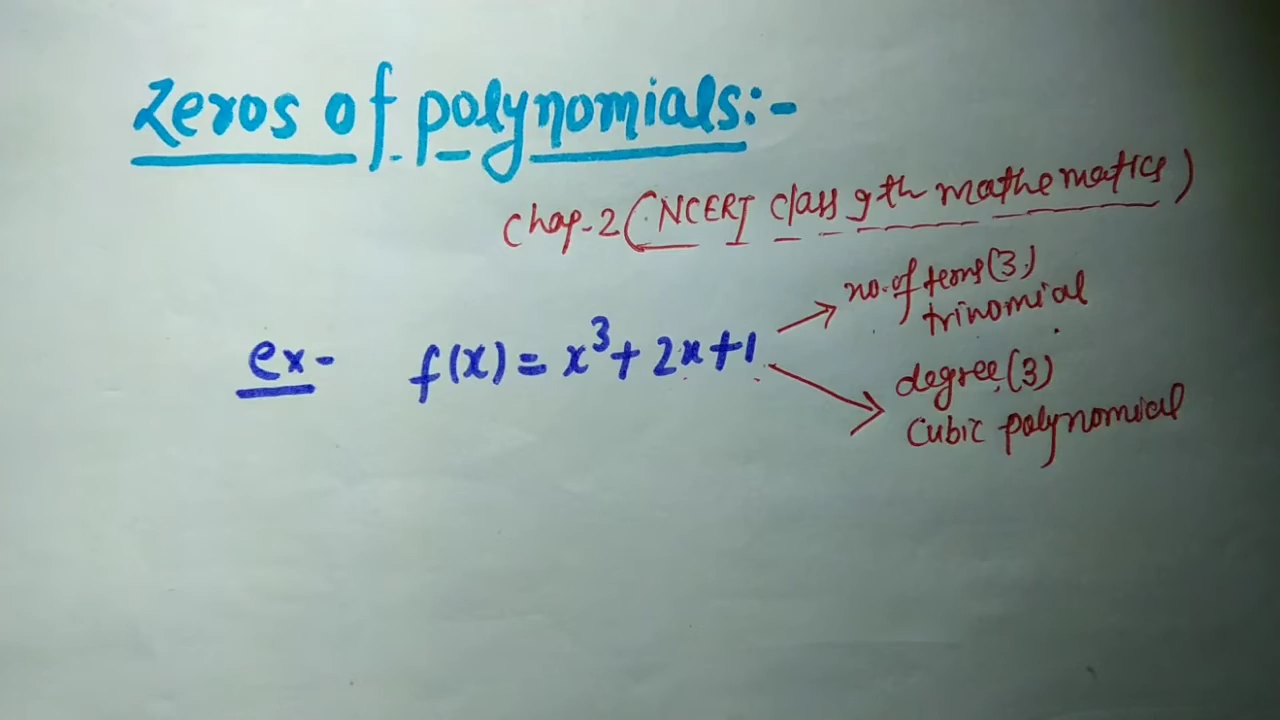 Zeros of polynomials:-
Chap-2 (NCERT class 9th mathematics)
no. of terms(3)
trinomial
ex- f(x) = x³ + 2x + 1
degree(3)
Cubic polynomial